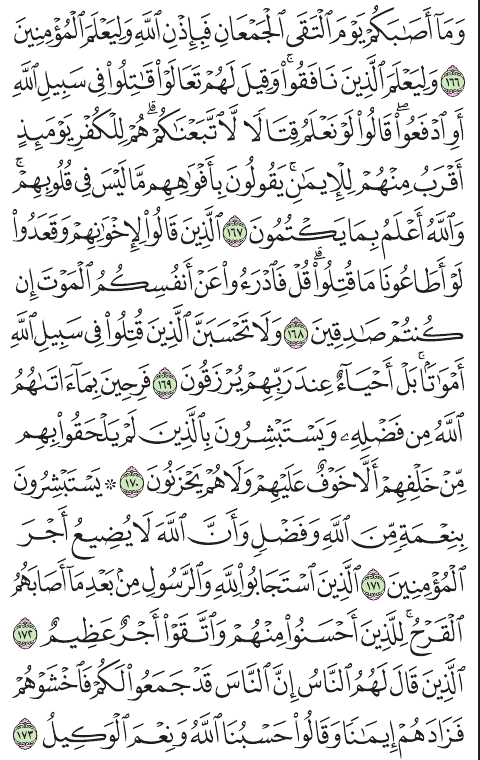 وَمَآ أَصَٰبَكُمْ يَوْمَ ٱلْتَقَى ٱلْجَمْعَانِ فَبِإِذْنِ ٱللَّهِ وَلِيَعْلَمَ ٱلْمُؤْمِنِينَ
١٦٦ وَلِيَعْلَمَ ٱلَّذِينَ نَافَقُوا۟ۚ وَقِيلَ لَهُمْ تَعَالَوْا۟ قَٰتِلُوا۟ فِى سَبِيلِ ٱللَّهِ
أَوِ ٱدْفَعُوا۟ۖ قَالُوا۟ لَوْ نَعْلَمُ قِتَالًا لَّٱتَّبَعْنَٰكُمْۗ هُمْ لِلْكُفْرِ يَوْمَئِذٍ
أَقْرَبُ مِنْهُمْ لِلْإِيمَٰنِۚ يَقُولُونَ بِأَفْوَٰهِهِم مَّا لَيْسَ فِى قُلُوبِهِمْۗ
وَٱللَّهُ أَعْلَمُ بِمَا يَكْتُمُونَ ١٦٧ ٱلَّذِينَ قَالُوا۟ لِإِخْوَٰنِهِمْ وَقَعَدُوا۟
لَوْ أَطَاعُونَا مَا قُتِلُوا۟ۗ قُلْ فَٱدْرَءُوا۟ عَنْ أَنفُسِكُمُ ٱلْمَوْتَ إِن
كُنتُمْ صَٰدِقِينَ ١٦٨ وَلَا تَحْسَبَنَّ ٱلَّذِينَ قُتِلُوا۟ فِى سَبِيلِ ٱللَّهِ
أَمْوَٰتًۢاۚ بَلْ أَحْيَآءٌ عِندَ رَبِّهِمْ يُرْزَقُونَ ١٦٩ فَرِحِينَ بِمَآ ءَاتَىٰهُمُ
ٱللَّهُ مِن فَضْلِهِۦ وَيَسْتَبْشِرُونَ بِٱلَّذِينَ لَمْ يَلْحَقُوا۟ بِهِم
مِّنْ خَلْفِهِمْ أَلَّا خَوْفٌ عَلَيْهِمْ وَلَا هُمْ يَحْزَنُونَ ١٧٠ ۞ يَسْتَبْشِرُونَ
بِنِعْمَةٍ مِّنَ ٱللَّهِ وَفَضْلٍ وَأَنَّ ٱللَّهَ لَا يُضِيعُ أَجْرَ
ٱلْمُؤْمِنِينَ ١٧١ ٱلَّذِينَ ٱسْتَجَابُوا۟ لِلَّهِ وَٱلرَّسُولِ مِنۢ بَعْدِ مَآ أَصَابَهُمُ
ٱلْقَرْحُۚ لِلَّذِينَ أَحْسَنُوا۟ مِنْهُمْ وَٱتَّقَوْا۟ أَجْرٌ عَظِيمٌ ١٧٢
ٱلَّذِينَ قَالَ لَهُمُ ٱلنَّاسُ إِنَّ ٱلنَّاسَ قَدْ جَمَعُوا۟ لَكُمْ فَٱخْشَوْهُمْ
فَزَادَهُمْ إِيمَٰنًا وَقَالُوا۟ حَسْبُنَا ٱللَّهُ وَنِعْمَ ٱلْوَكِيلُ ١٧٣